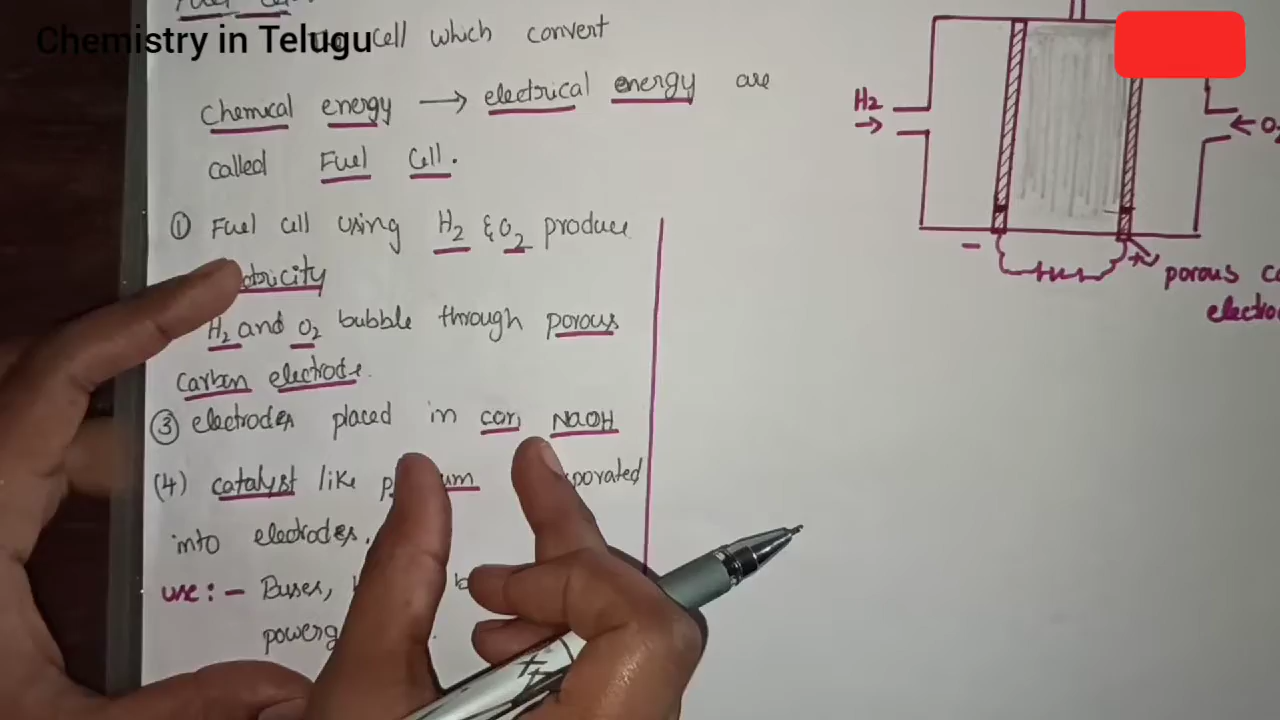 Fuel Cell
Chemistry in Telugu
cell which convert
Chemical energy → electrical energy are
called Fuel Cell.
① Fuel cell using H2 & O2 produce
H2 and O2 bubble through porous
carbon electrode.
③ electrodes placed in con, NaOH
(4) catalyst like
into electrodes.
use:- Buses,
H2
→
←
-
+
porous